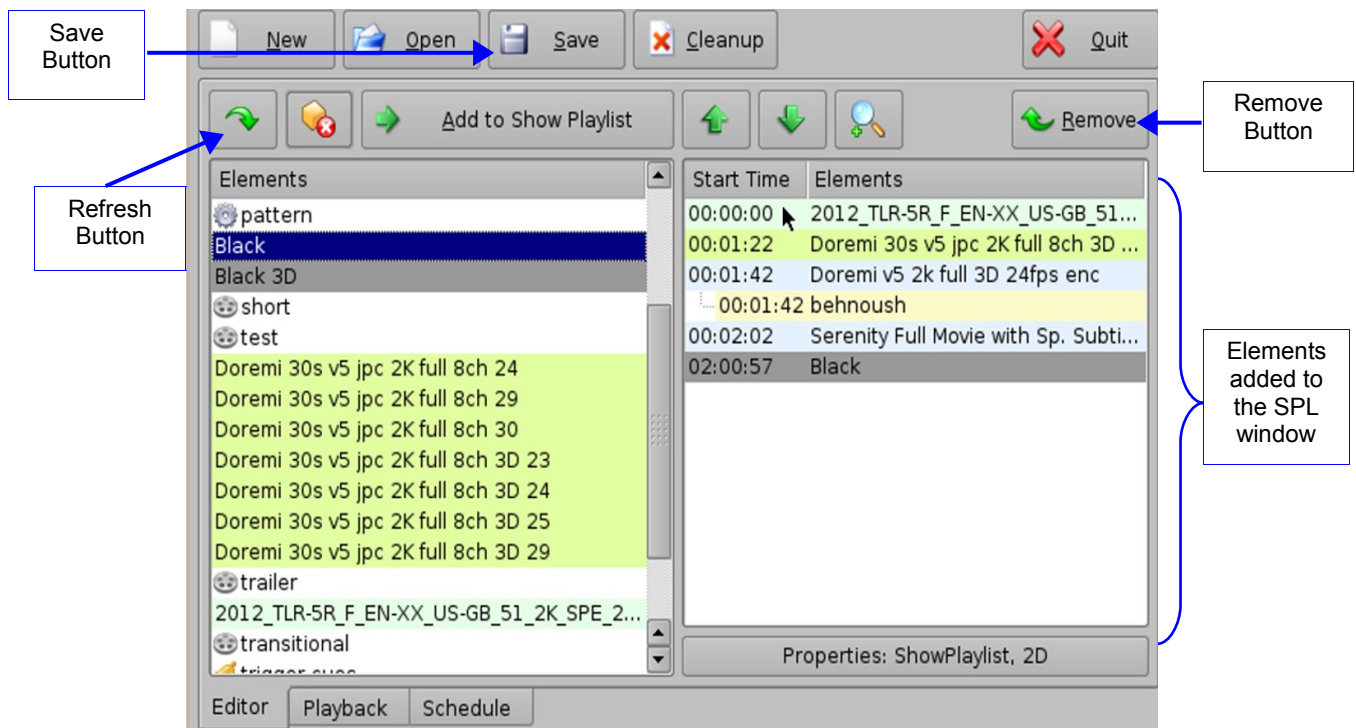 Save
Button
New
Open
Save
Cleanup
Quit
Add to Show Playlist
Remove
Remove
Button
Refresh
Button
Elements
pattern
Black
Black 3D
short
test
Doremi 30s v5 jpc 2K full 8ch 24
Doremi 30s v5 jpc 2K full 8ch 29
Doremi 30s v5 jpc 2K full 8ch 30
Doremi 30s v5 jpc 2K full 8ch 3D 23
Doremi 30s v5 jpc 2K full 8ch 3D 24
Doremi 30s v5 jpc 2K full 8ch 3D 25
Doremi 30s v5 jpc 2K full 8ch 3D 29
trailer
2012_TLR-5R_F_EN-XX_US-GB_51_2K_SPE_2...
transitional
trigger cues
Start Time Elements
00:00:00 2012_TLR-5R_F_EN-XX_US-GB_51...
00:01:22 Doremi 30s v5 jpc 2K full 8ch 3D ...
00:01:42 Doremi v5 2k full 3D 24fps enc
00:01:42 behnoush
00:02:02 Serenity Full Movie with Sp. Subti...
02:00:57 Black
Properties: ShowPlaylist, 2D
Elements
added to
the SPL
window
Editor Playback Schedule